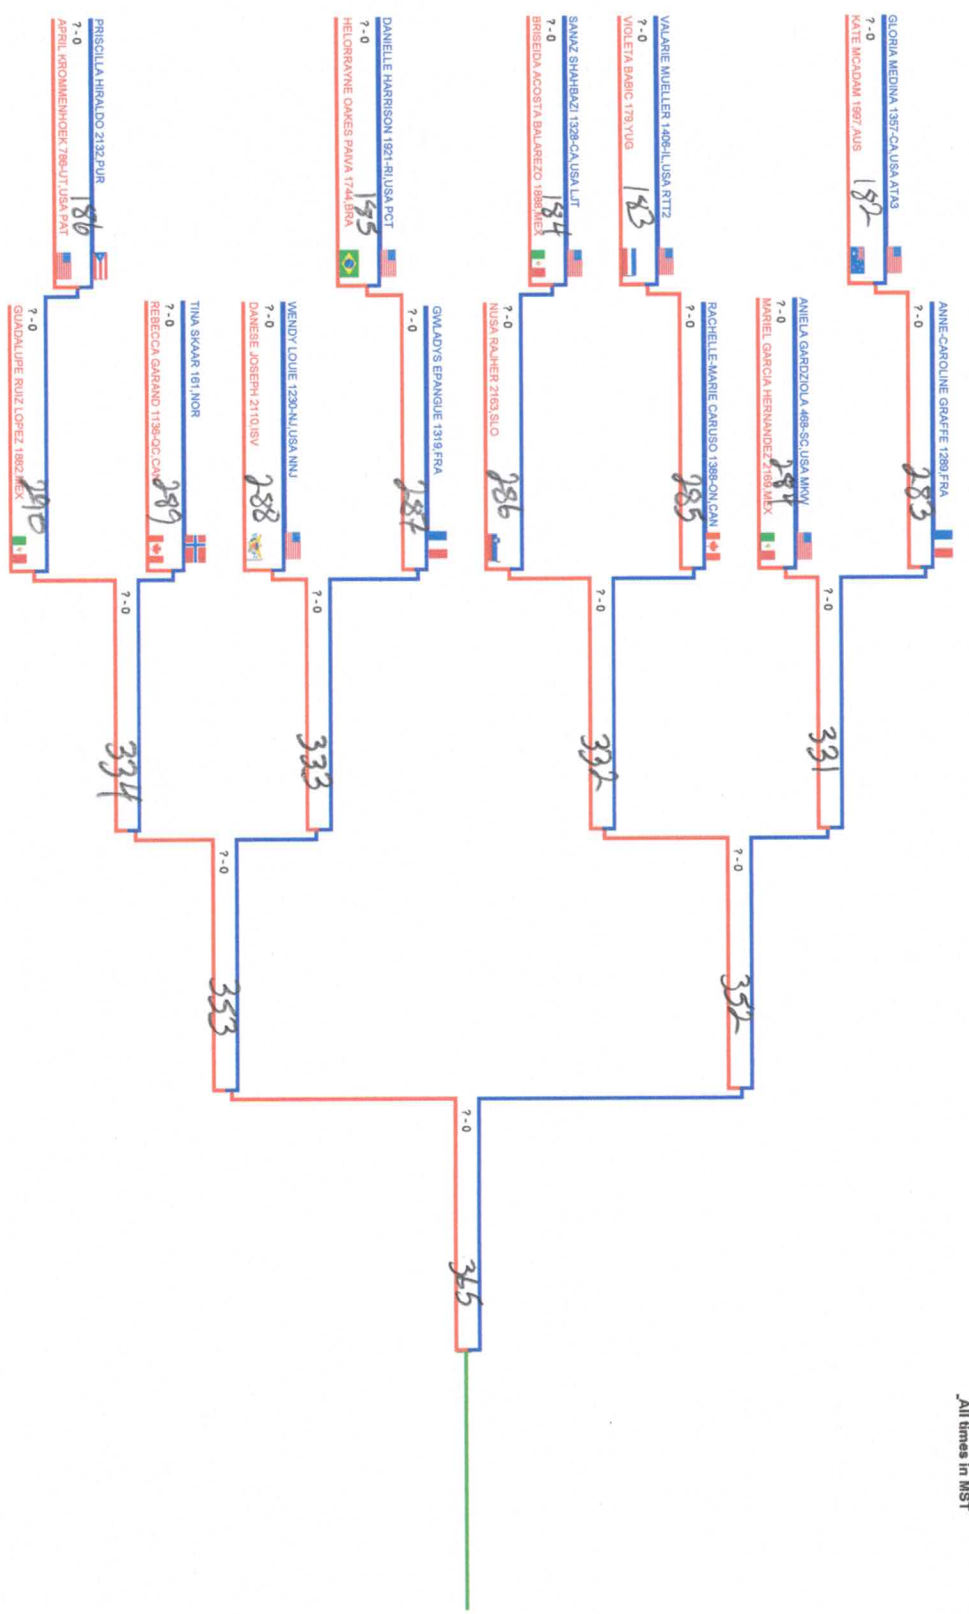 _All times in MST
GLORIA MEDINA 1357-CA,USA ATA3
? - 0
182
KATE MCADAM 1997,AUS
VALARIE MUELLER 1406-IL,USA RTT2
? - 0
183
VIOLETA BABIC 179,YUG
SANAZ SHAHBAZI 1328-CA,USA LJT
? - 0
184
BRISEIDA ACOSTA BALAREZO 1888,MEX
DANIELLE HARRISON 1921-RI,USA PCT
? - 0
185
HELORRAYNE OAKES PAIVA 1744,BRA
PRISCILLA HIRALDO 2132,PUR
? - 0
186
APRIL KROMMENHOEK 786-UT,USA PAT
ANNE-CAROLINE GRAFFE 1289,FRA
? - 0
283
ANIELA GARDZIOLA 468-SC,USA MKW
? - 0
284
MARIEL GARCIA HERNANDEZ 2169,MEX
RACHELLE-MARIE CARUSO 1388-ON,CAN
? - 0
285
? - 0
286
NUSA RAJHER 2163,SLO
GWLADYS EPANGUE 1319,FRA
? - 0
287
WENDY LOUIE 1230-NJ,USA NNJ
? - 0
288
DANESE JOSEPH 2110,ISV
TINA SKAAR 161,NOR
? - 0
289
REBECCA GARAND 1136-QC,CAN
? - 0
290
GUADALUPE RUIZ LOPEZ 1882,MEX
? - 0
331
? - 0
332
? - 0
333
? - 0
334
? - 0
352
? - 0
353
? - 0
365